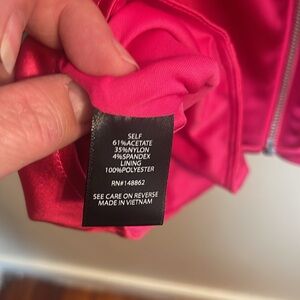 SELF
61%ACETATE
35%NYLON
4%SPANDEX
LINING
100%POLYESTER
RN#148862
SEE CARE ON REVERSE
MADE IN VIETNAM